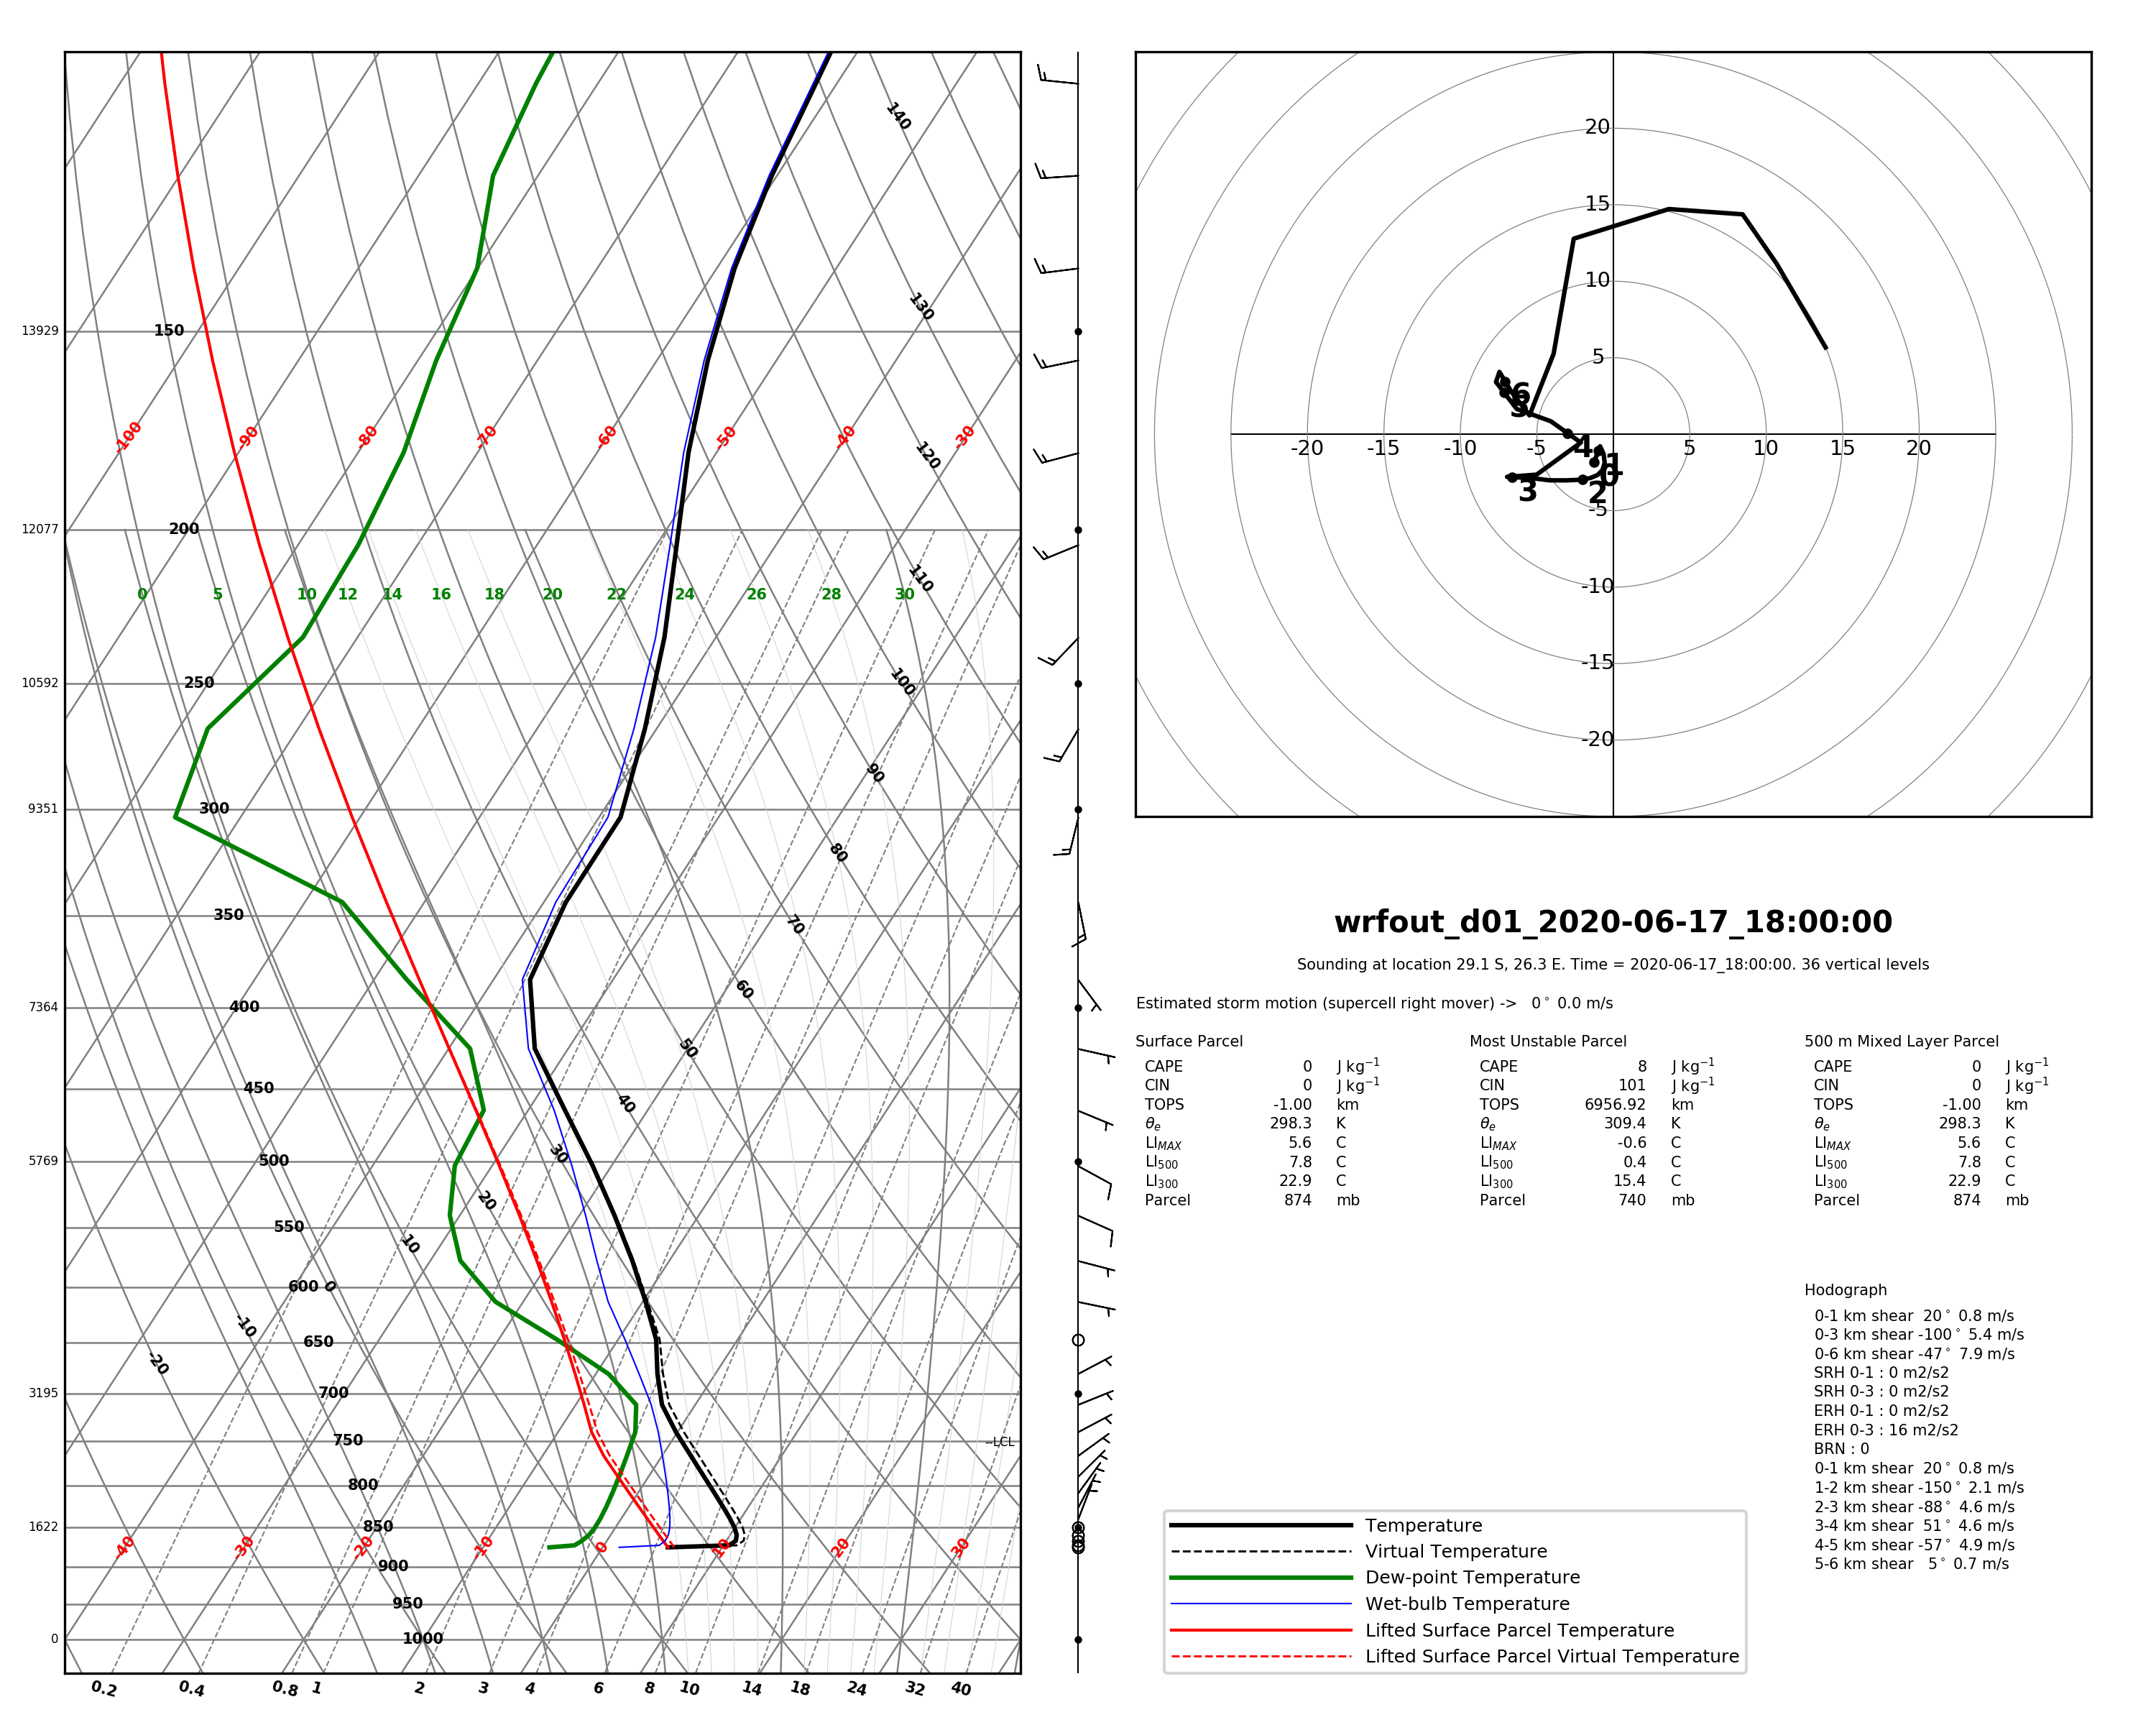 140
130
13929 150
-100 -90 -80 -70 -60 -50 -40 -30
120
12077 200
110
0 5 10 12 14 16 18 20 22 24 26 28 30
100
10592 250
90
9351 300
80
350
70
60
7364 400
50
450
40
30
5769 500
20
550
10
600 0
-10
650
-20
3195 700
750
--LCL
800
1622 850
-40 -30 -20 -10 0 10 20 30
900
950
0 1000
0.2 0.4 0.8 1 2 3 4 6 8 10 14 18 24 32 40
20
15
10
5
-20 -15 -10 -5 5 10 15 20
-5
-10
-15
-20
0
1
2
3
4
5
6
wrfout_d01_2020-06-17_18:00:00
Sounding at location 29.1 S, 26.3 E. Time = 2020-06-17_18:00:00. 36 vertical levels
Estimated storm motion (supercell right mover) -> 0° 0.0 m/s
Surface Parcel
CAPE 0 J kg⁻¹
CIN 0 J kg⁻¹
TOPS -1.00 km
θₑ 298.3 K
LI_MAX 5.6 C
LI₅₀₀ 7.8 C
LI₃₀₀ 22.9 C
Parcel 874 mb
Most Unstable Parcel
CAPE 8 J kg⁻¹
CIN 101 J kg⁻¹
TOPS 6956.92 km
θₑ 309.4 K
LI_MAX -0.6 C
LI₅₀₀ 0.4 C
LI₃₀₀ 15.4 C
Parcel 740 mb
500 m Mixed Layer Parcel
CAPE 0 J kg⁻¹
CIN 0 J kg⁻¹
TOPS -1.00 km
θₑ 298.3 K
LI_MAX 5.6 C
LI₅₀₀ 7.8 C
LI₃₀₀ 22.9 C
Parcel 874 mb
Hodograph
0-1 km shear 20° 0.8 m/s
0-3 km shear -100° 5.4 m/s
0-6 km shear -47° 7.9 m/s
SRH 0-1 : 0 m2/s2
SRH 0-3 : 0 m2/s2
ERH 0-1 : 0 m2/s2
ERH 0-3 : 16 m2/s2
BRN : 0
0-1 km shear 20° 0.8 m/s
1-2 km shear -150° 2.1 m/s
2-3 km shear -88° 4.6 m/s
3-4 km shear 51° 4.6 m/s
4-5 km shear -57° 4.9 m/s
5-6 km shear 5° 0.7 m/s
Temperature
Virtual Temperature
Dew-point Temperature
Wet-bulb Temperature
Lifted Surface Parcel Temperature
Lifted Surface Parcel Virtual Temperature